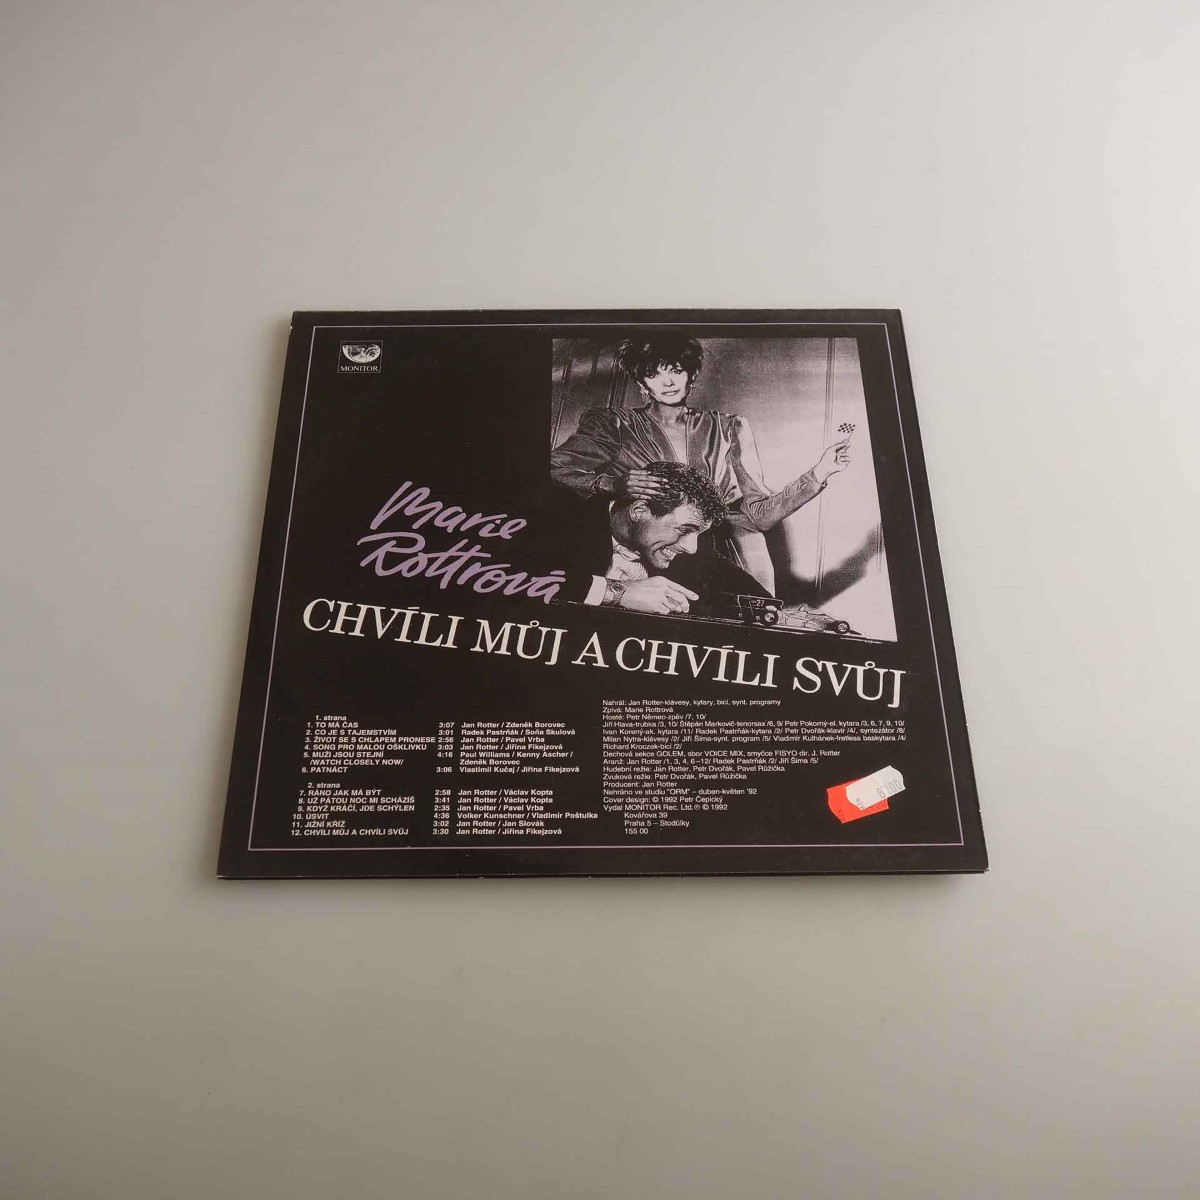 MONITOR
27
Marie
Rottrová
CHVÍLI MŮJ A CHVÍLI SVŮJ
1. strana
1. TO MÁ ČAS 3:07 Jan Rotter / Zdeněk Borovec
2. CO JE S TAJEMSTVÍM 3:01 Radek Pastrňák / Soňa Skulová
3. ŽIVOT SE S CHLAPEM PRONESE 2:56 Jan Rotter / Pavel Vrba
4. SONG PRO MALOU OŠKLIVKU 3:03 Jan Rotter / Jiřina Fikejzová
5. MUŽI JSOU STEJNÍ 4:16 Paul Williams / Kenny Ascher /
/WATCH CLOSELY NOW/ /Zdeněk Borovec
6. PATNÁCT 3:06 Vlastimil Kučaj / Jiřina Fikejzová
2. strana
7. RÁNO JAK MÁ BÝT 2:58 Jan Rotter / Václav Kopta
8. UŽ PÁTOU NOC MI SCHÁZÍŠ 3:41 Jan Rotter / Václav Kopta
9. KDYŽ KRÁČÍ, JDE SCHÝLEN 2:35 Jan Rotter / Pavel Vrba
10. ÚSVIT 4:36 Volker Kunschner / Vladimír Poštulka
11. JIŽNÍ KŘÍŽ 3:02 Jan Rotter / Jan Slovák
12. CHVÍLI MŮJ A CHVÍLI SVŮJ 3:30 Jan Rotter / Jiřina Fikejzová
Nahrál: Jan Rotter-klávesy, kytary, bicí, synt. programy
Zpívá: Marie Rottrová
Hosté: Petr Němec-zpěv /7, 10/
Jiří Hlava-trubka /3, 10/ Štěpán Markovič-tenorsax /6, 9/ Petr Pokorný-el. kytara /3, 6, 7, 9, 10/
Ivan Korený-ak. kytara /11/ Radek Pastrňák-kytara /2/ Petr Dvořák-klavír /4/, syntezátor /8/
Milan Nytra-klávesy /2/ Jiří Šíma-synt. program /5/ Vladimír Kulhánek-fretless baskytara /4/
Richard Kroczek-bicí /2/
Dechová sekce GOLEM, sbor VOICE MIX, smyčce FISYO dir. J. Rotter
Aranž: Jan Rotter /1, 3, 4, 6–12/ Radek Pastrňák /2/ Jiří Šíma /5/
Hudební režie: Jan Rotter, Petr Dvořák, Pavel Růžička
Zvuková režie: Petr Dvořák, Pavel Růžička
Producent: Jan Rotter
Nahráno ve studiu "ORM" – duben-květen '92
Cover design: © 1992 Petr Čepický
Vydal MONITOR Rec. Ltd. ℗ © 1992
Kovářova 39
Praha 5 – Stodůlky
155 00